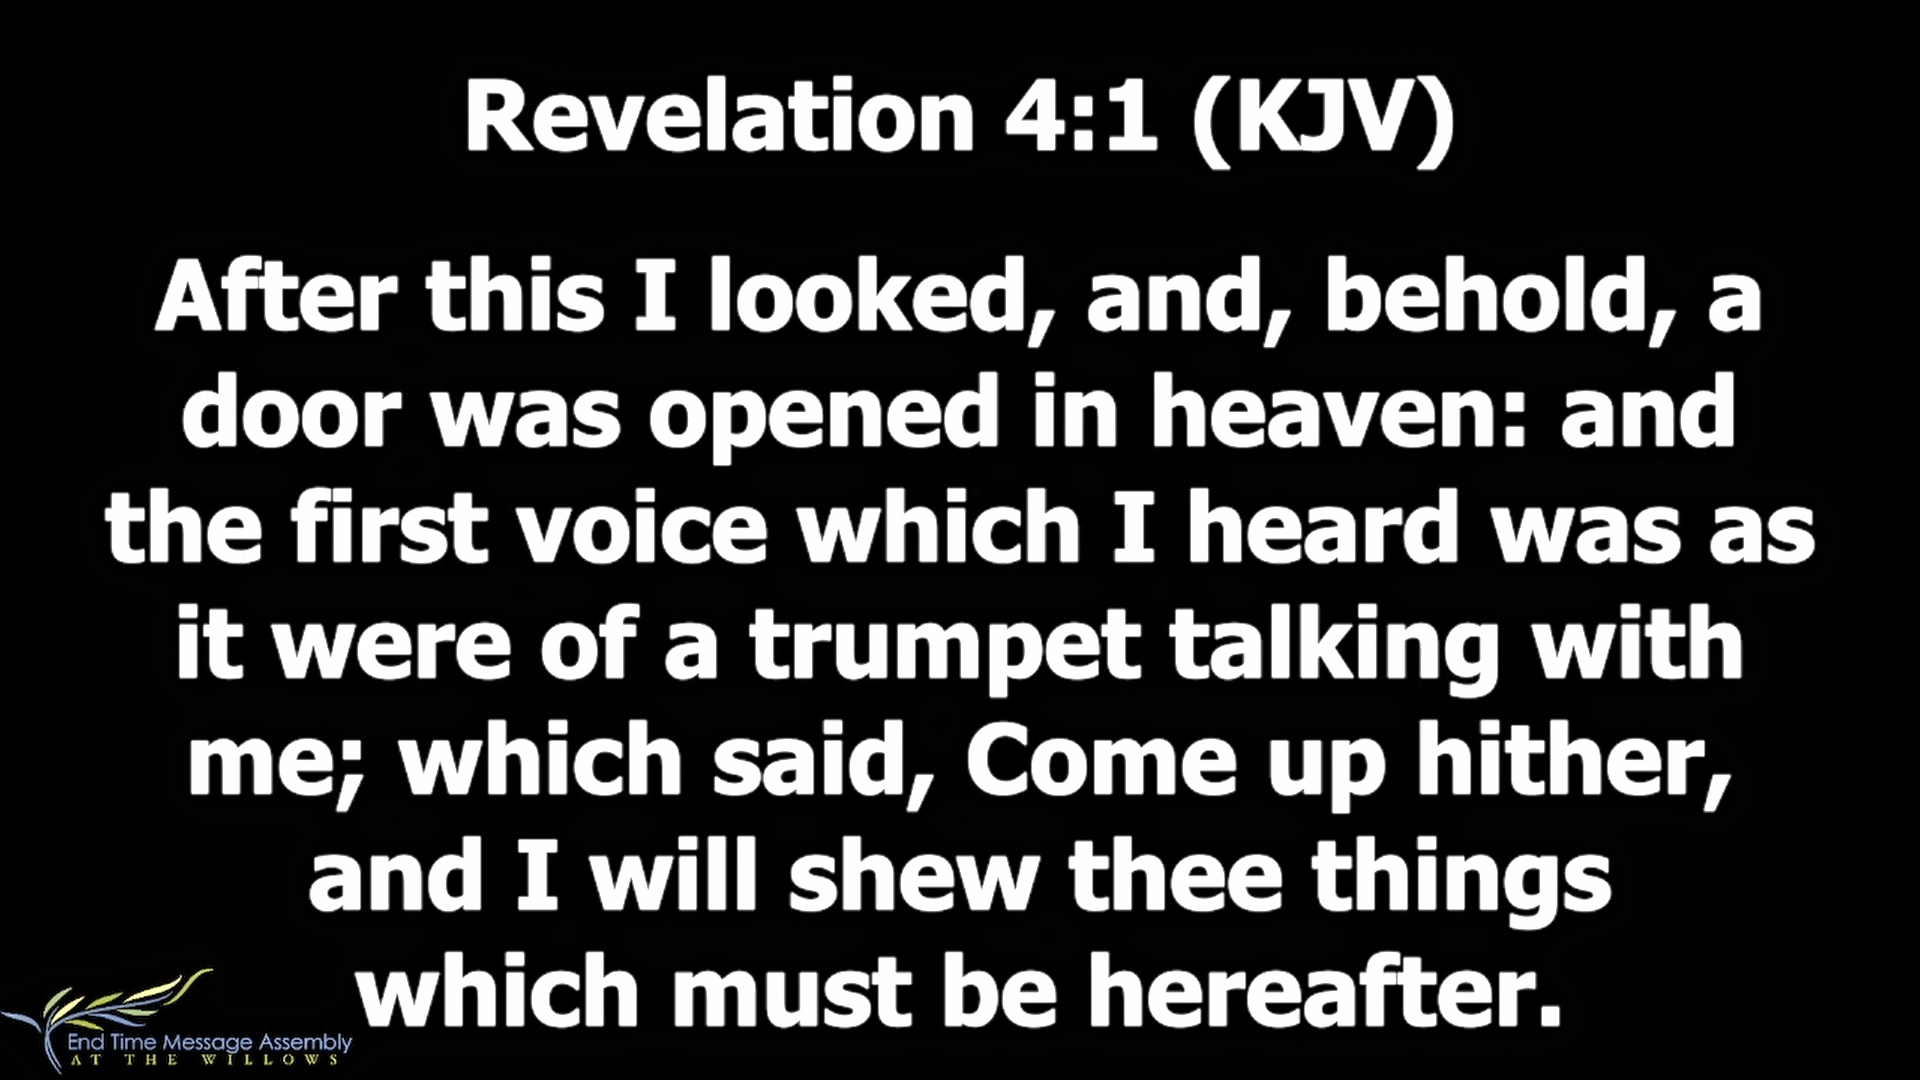 Revelation 4:1 (KJV)
After this I looked, and, behold, a
door was opened in heaven: and
the first voice which I heard was as
it were of a trumpet talking with
me; which said, Come up hither,
and I will shew thee things
which must be hereafter.
End Time Message Assembly
AT THE WILLOWS